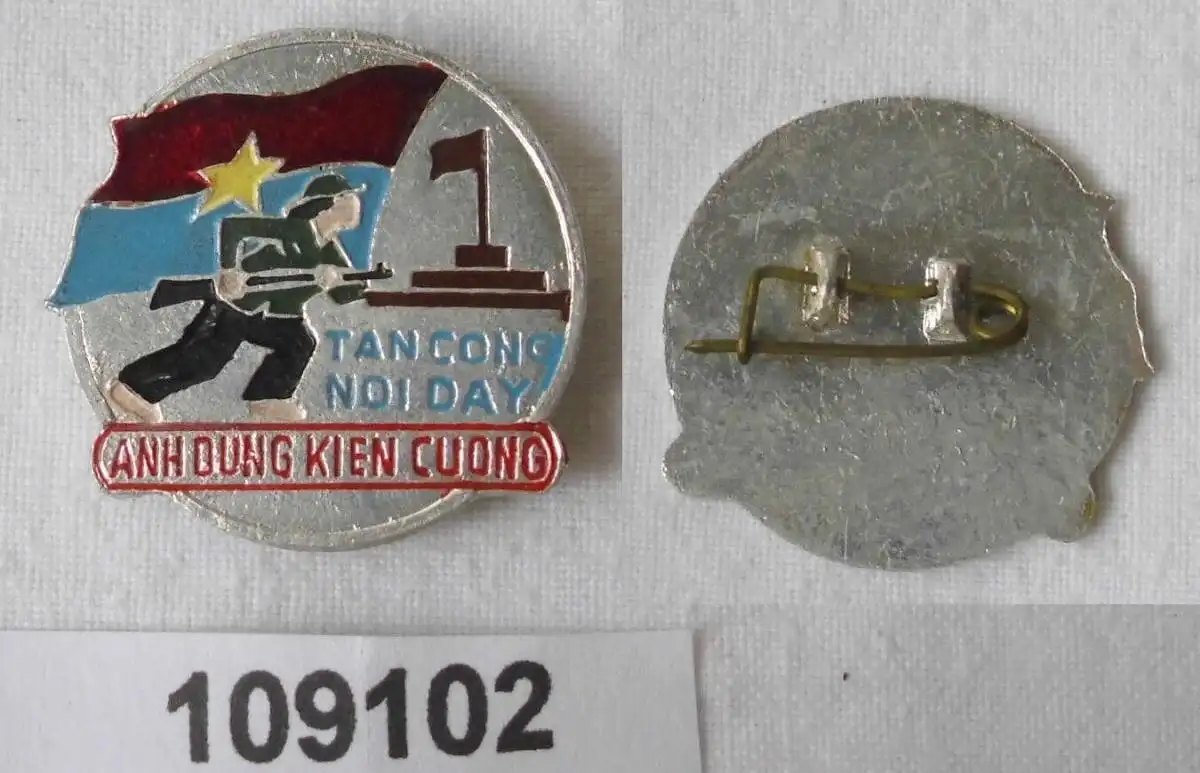 TAN CONG
NOI DAY
ANH DUNG KIEN CUONG
109102